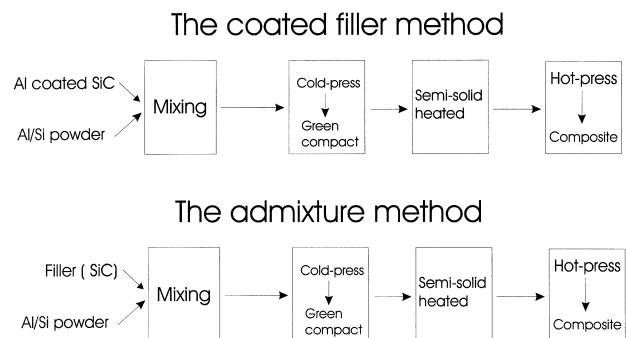 The coated filler method
Al coated SiC
Al/Si powder
Mixing
Cold-press
Green
compact
Semi-solid
heated
Hot-press
Composite
The admixture method
Filler ( SiC)
Al/Si powder
Mixing
Cold-press
Green
compact
Semi-solid
heated
Hot-press
Composite